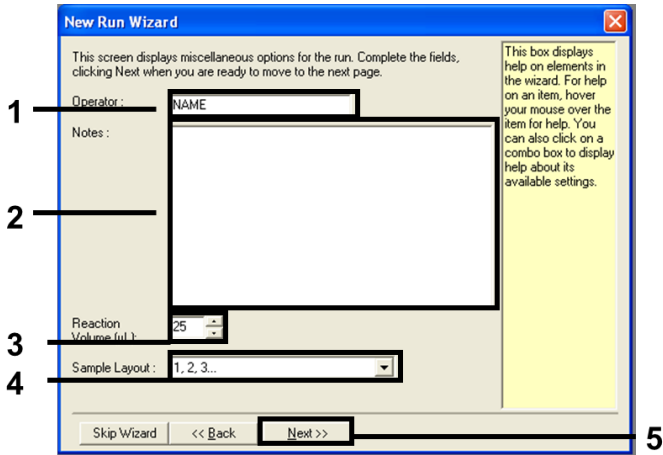 New Run Wizard
This screen displays miscellaneous options for the run. Complete the fields,
clicking Next when you are ready to move to the next page.
This box displays
help on elements in
the wizard. For help
on an item, hover
your mouse over the
item for help. You
can also click on a
combo box to display
help about its
available settings.
1
Operator :
NAME
Notes :
2
Reaction
Volume (µL):
25
3
Sample Layout :
1, 2, 3...
4
Skip Wizard
<< Back
Next >>
5